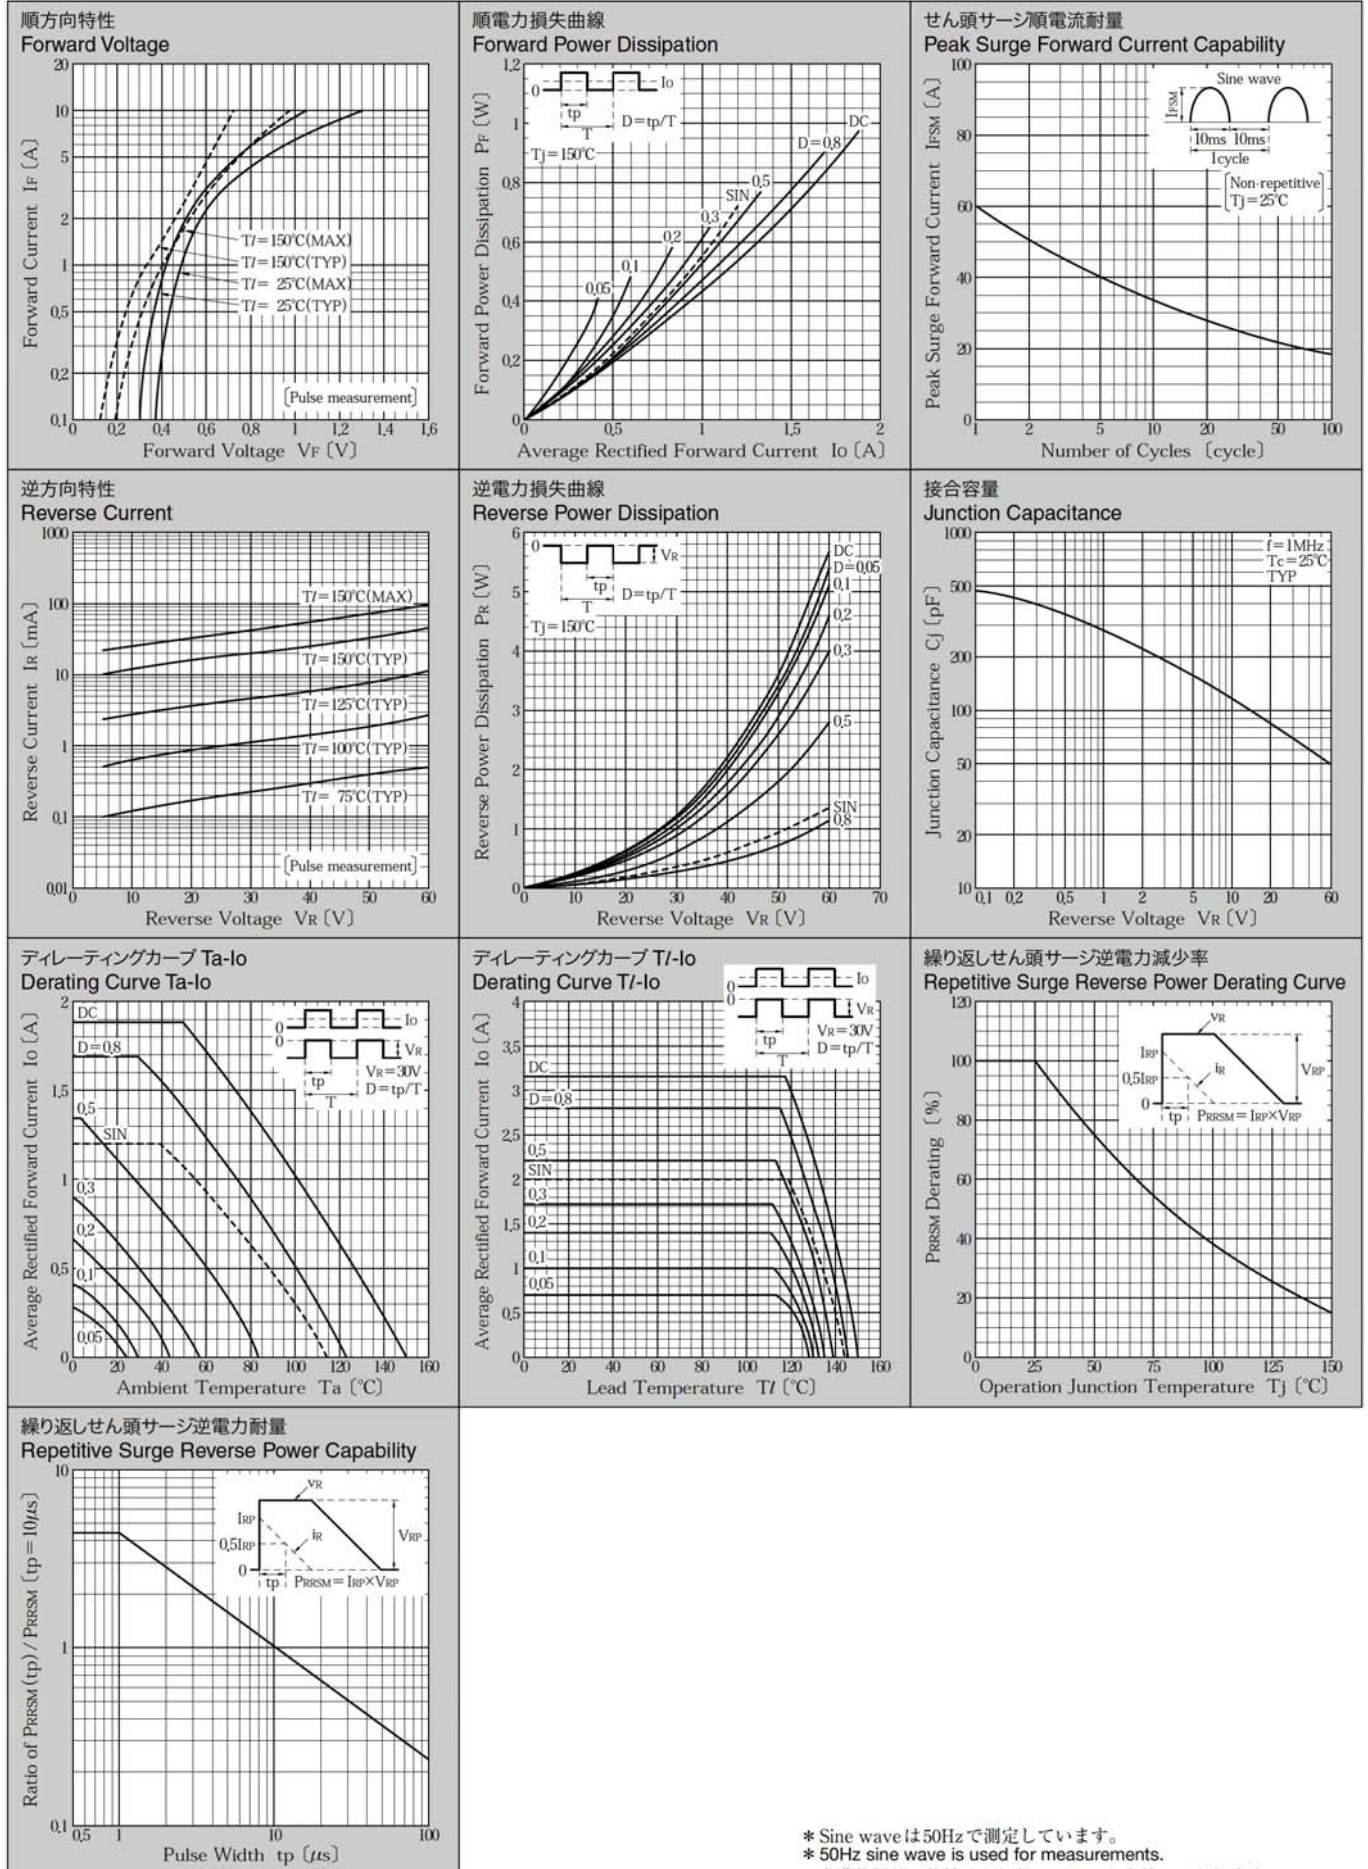 順方向特性
Forward Voltage
Forward Current IF〔A〕
20
10
5
2
1
0.5
0.2
0.1
Tl=150℃(MAX)
Tl=150℃(TYP)
Tl= 25℃(MAX)
Tl= 25℃(TYP)
〔Pulse measurement〕
0 0.2 0.4 0.6 0.8 1 1.2 1.4 1.6
Forward Voltage VF〔V〕
順電力損失曲線
Forward Power Dissipation
Forward Power Dissipation PF〔W〕
1.2
1
0.8
0.6
0.4
0.2
0
0
Io
tp
T
D=tp/T
Tj=150℃
DC
D=0.8
0.5
SIN
0.3
0.2
0.1
0.05
0 0.5 1 1.5 2
Average Rectified Forward Current Io〔A〕
せん頭サージ順電流耐量
Peak Surge Forward Current Capability
Peak Surge Forward Current IFSM〔A〕
100
80
60
40
20
0
Sine wave
IFSM
10ms 10ms
1cycle
Non-repetitive
Tj=25℃
1 2 5 10 20 50 100
Number of Cycles〔cycle〕
逆方向特性
Reverse Current
Reverse Current IR〔mA〕
1000
100
10
1
0.1
0.01
Tl=150℃(MAX)
Tl=150℃(TYP)
Tl=125℃(TYP)
Tl=100℃(TYP)
Tl= 75℃(TYP)
〔Pulse measurement〕
0 10 20 30 40 50 60
Reverse Voltage VR〔V〕
逆電力損失曲線
Reverse Power Dissipation
Reverse Power Dissipation PR〔W〕
6
5
4
3
2
1
0
0
VR
tp
T
D=tp/T
Tj=150℃
DC
D=0.05
0.1
0.2
0.3
0.5
SIN
0.8
0 10 20 30 40 50 60 70
Reverse Voltage VR〔V〕
接合容量
Junction Capacitance
Junction Capacitance Cj〔pF〕
1000
500
200
100
50
20
10
f=1MHz
Tc=25℃
TYP
0.1 0.2 0.5 1 2 5 10 20 60
Reverse Voltage VR〔V〕
ディレーティングカーブ Ta-Io
Derating Curve Ta-Io
Average Rectified Forward Current Io〔A〕
2
1.5
1
0.5
0
DC
D=0.8
0.5
SIN
0.3
0.2
0.1
0.05
0
Io
0
VR
tp
T
VR=30V
D=tp/T
0 20 40 60 80 100 120 140 160
Ambient Temperature Ta〔℃〕
ディレーティングカーブ Tl-Io
Derating Curve Tl-Io
Average Rectified Forward Current Io〔A〕
4
3.5
3
2.5
2
1.5
1
0.5
0
0
Io
0
VR
tp
T
VR=30V
D=tp/T
DC
D=0.8
0.5
SIN
0.3
0.2
0.1
0.05
0 20 40 60 80 100 120 140 160
Lead Temperature Tl〔℃〕
繰り返しせん頭サージ逆電力減少率
Repetitive Surge Reverse Power Derating Curve
PRRSM Derating〔%〕
120
100
80
60
40
20
0
VR
IRP
0.5IRP
0
iR
VRP
tp
PRRSM=IRP×VRP
0 25 50 75 100 125 150
Operation Junction Temperature Tj〔℃〕
繰り返しせん頭サージ逆電力耐量
Repetitive Surge Reverse Power Capability
Ratio of PRRSM(tp) / PRRSM〔tp=10μs〕
10
1
0.1
VR
IRP
0.5IRP
0
iR
VRP
tp
PRRSM=IRP×VRP
0.5 1 10 100
Pulse Width tp〔μs〕
＊ Sine waveは50Hzで測定しています。
＊ 50Hz sine wave is used for measurements.